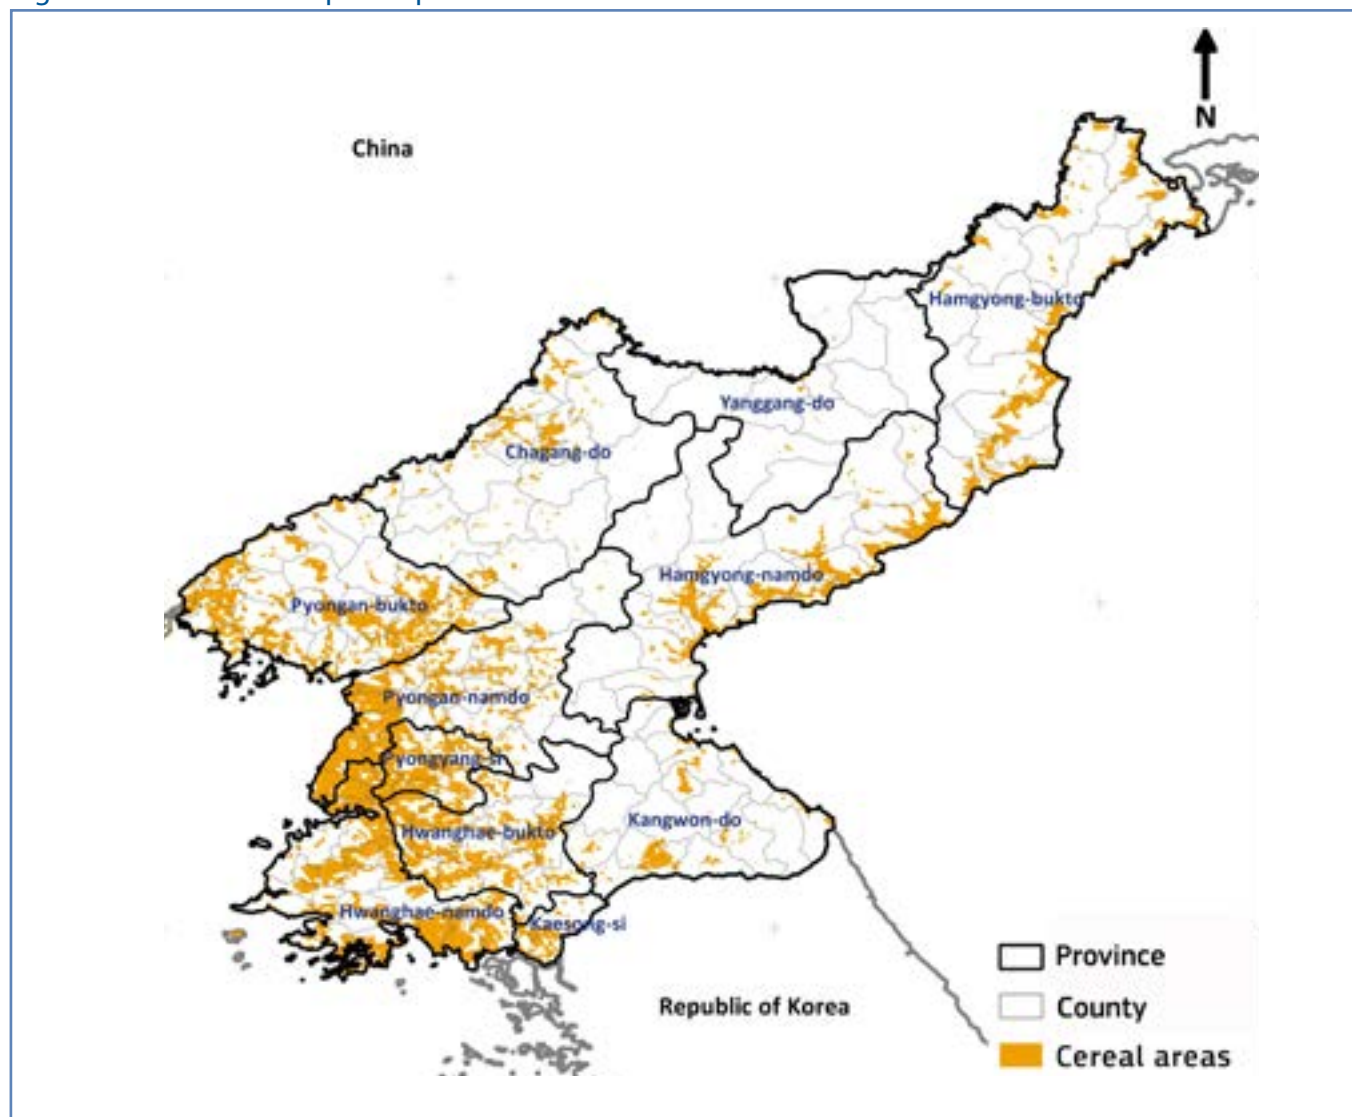 China
N
Hamgyong-bukto
Yanggang-do
Chagang-do
Hamgyong-namdo
Pyongan-bukto
Pyongan-namdo
Pyongyang-si
Kangwon-do
Hwanghae-bukto
Hwanghae-namdo
Kaesong-si
Republic of Korea
Province
County
Cereal areas